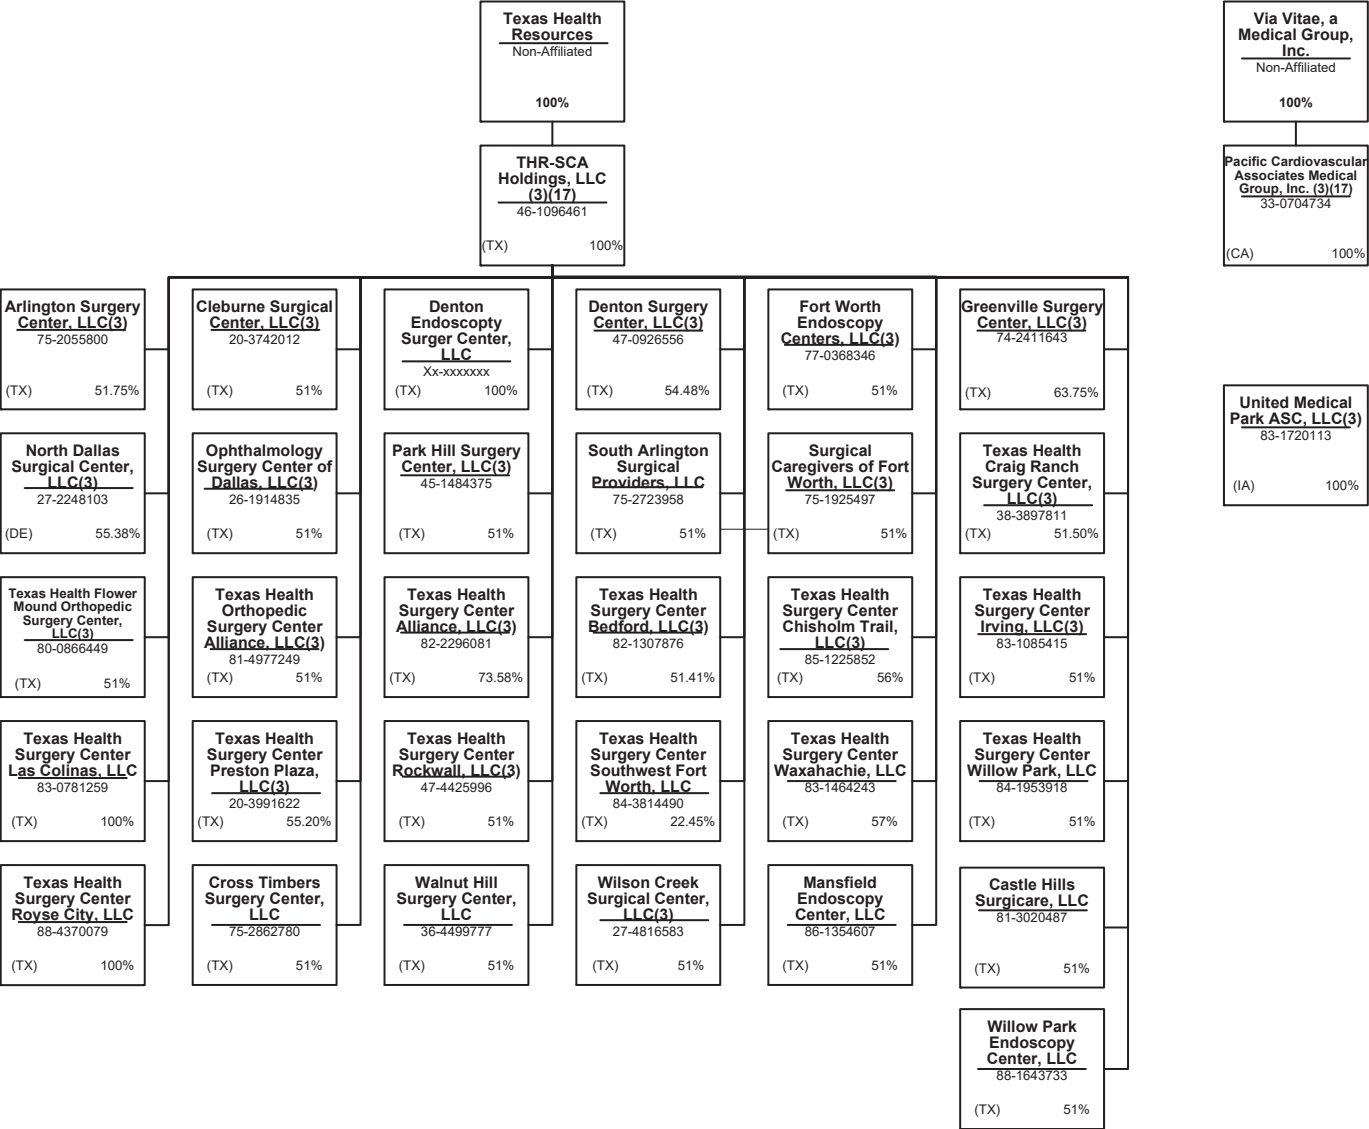 Texas Health
Resources
Non-Affiliated
100%
Via Vitae, a
Medical Group,
Inc.
Non-Affiliated
100%
THR-SCA
Holdings, LLC
(3)(17)
46-1096461
(TX) 100%
Pacific Cardiovascular
Associates Medical
Group, Inc. (3)(17)
33-0704734
(CA) 100%
Arlington Surgery
Center, LLC(3)
75-2055800
(TX) 51.75%
Cleburne Surgical
Center, LLC(3)
20-3742012
(TX) 51%
Denton
Endoscopty
Surger Center,
LLC
Xx-xxxxxxx
(TX) 100%
Denton Surgery
Center, LLC(3)
47-0926556
(TX) 54.48%
Fort Worth
Endoscopy
Centers, LLC(3)
77-0368346
(TX) 51%
Greenville Surgery
Center, LLC(3)
74-2411643
(TX) 63.75%
United Medical
Park ASC, LLC(3)
83-1720113
(IA) 100%
North Dallas
Surgical Center,
LLC(3)
27-2248103
(DE) 55.38%
Ophthalmology
Surgery Center of
Dallas, LLC(3)
26-1914835
(TX) 51%
Park Hill Surgery
Center, LLC(3)
45-1484375
(TX) 51%
South Arlington
Surgical
Providers, LLC
75-2723958
(TX) 51%
Surgical
Caregivers of Fort
Worth, LLC(3)
75-1925497
(TX) 51%
Texas Health
Craig Ranch
Surgery Center,
LLC(3)
38-3897811
(TX) 51.50%
Texas Health Flower
Mound Orthopedic
Surgery Center,
LLC(3)
80-0866449
(TX) 51%
Texas Health
Orthopedic
Surgery Center
Alliance, LLC(3)
81-4977249
(TX) 51%
Texas Health
Surgery Center
Alliance, LLC(3)
82-2296081
(TX) 73.58%
Texas Health
Surgery Center
Bedford, LLC(3)
82-1307876
(TX) 51.41%
Texas Health
Surgery Center
Chisholm Trail,
LLC(3)
85-1225852
(TX) 56%
Texas Health
Surgery Center
Irving, LLC(3)
83-1085415
(TX) 51%
Texas Health
Surgery Center
Las Colinas, LLC
83-0781259
(TX) 100%
Texas Health
Surgery Center
Preston Plaza,
LLC(3)
20-3991622
(TX) 55.20%
Texas Health
Surgery Center
Rockwall, LLC(3)
47-4425996
(TX) 51%
Texas Health
Surgery Center
Southwest Fort
Worth, LLC
84-3814490
(TX) 22.45%
Texas Health
Surgery Center
Waxahachie, LLC
83-1464243
(TX) 57%
Texas Health
Surgery Center
Willow Park, LLC
84-1953918
(TX) 51%
Texas Health
Surgery Center
Royse City, LLC
88-4370079
(TX) 100%
Cross Timbers
Surgery Center,
LLC
75-2862780
(TX) 51%
Walnut Hill
Surgery Center,
LLC
36-4499777
(TX) 51%
Wilson Creek
Surgical Center,
LLC(3)
27-4816583
(TX) 51%
Mansfield
Endoscopy
Center, LLC
86-1354607
(TX) 51%
Castle Hills
Surgicare, LLC
81-3020487
(TX) 51%
Willow Park
Endoscopy
Center, LLC
88-1643733
(TX) 51%